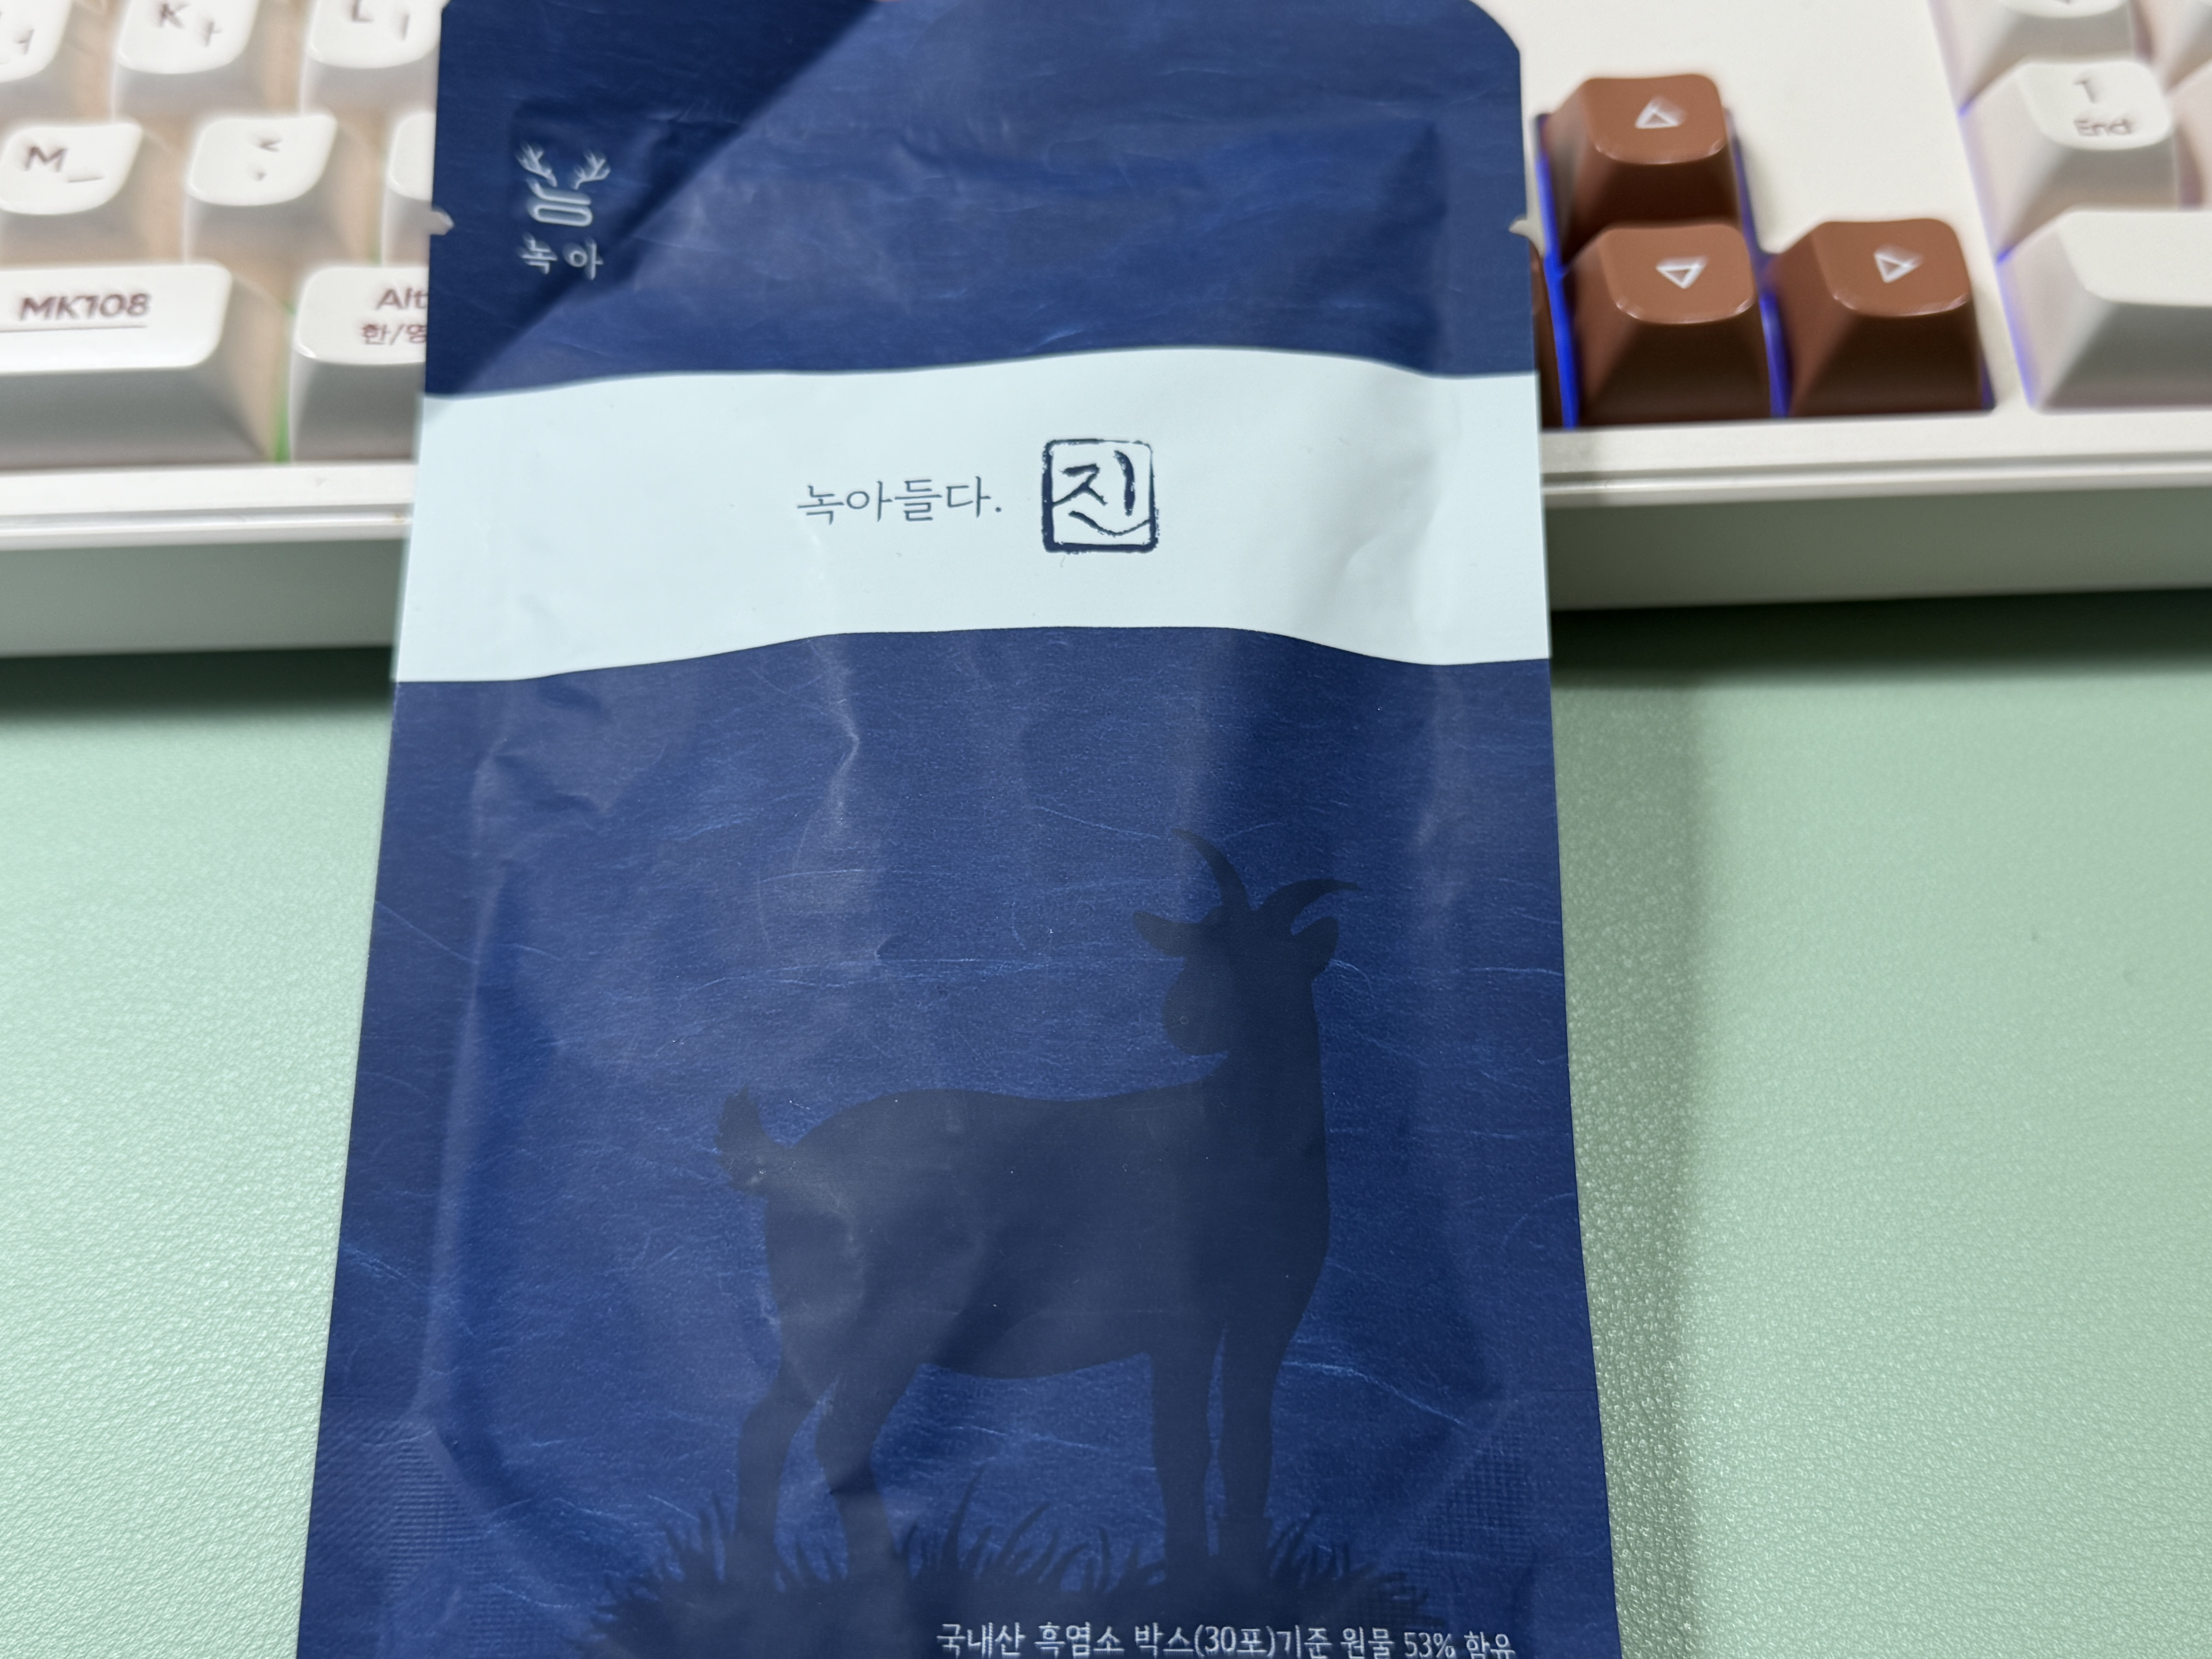 K ㅏ
L ㅣ
M _
<
,
MK108
Alt
한/영
End
녹아
녹아들다. 진
국내산 흑염소 박스(30포)기준 원물 53% 함유